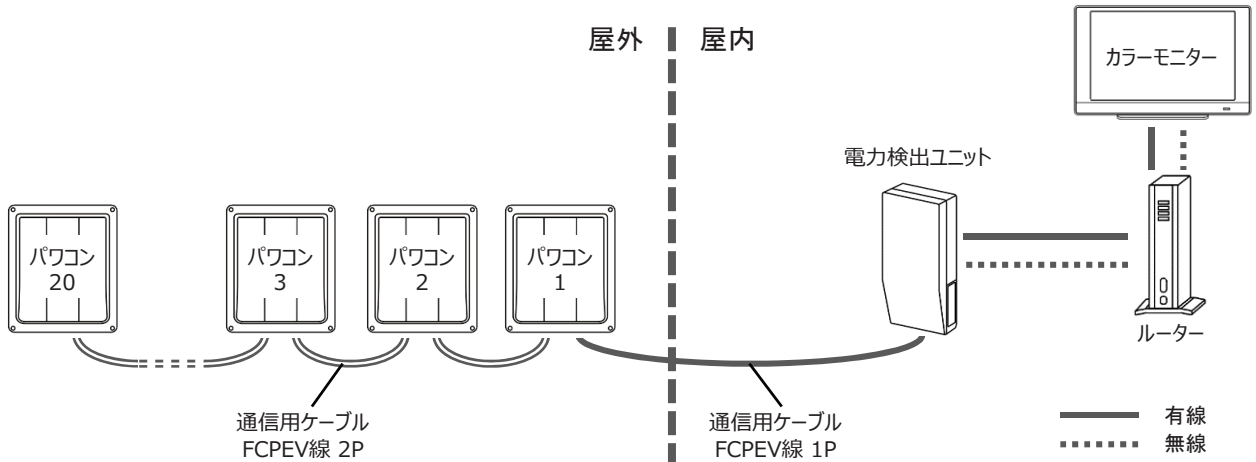 屋外
屋内
カラーモニター
電力検出ユニット
パワコン
20
パワコン
3
パワコン
2
パワコン
1
ルーター
通信用ケーブル
FCPEV線 2P
通信用ケーブル
FCPEV線 1P
有線
無線